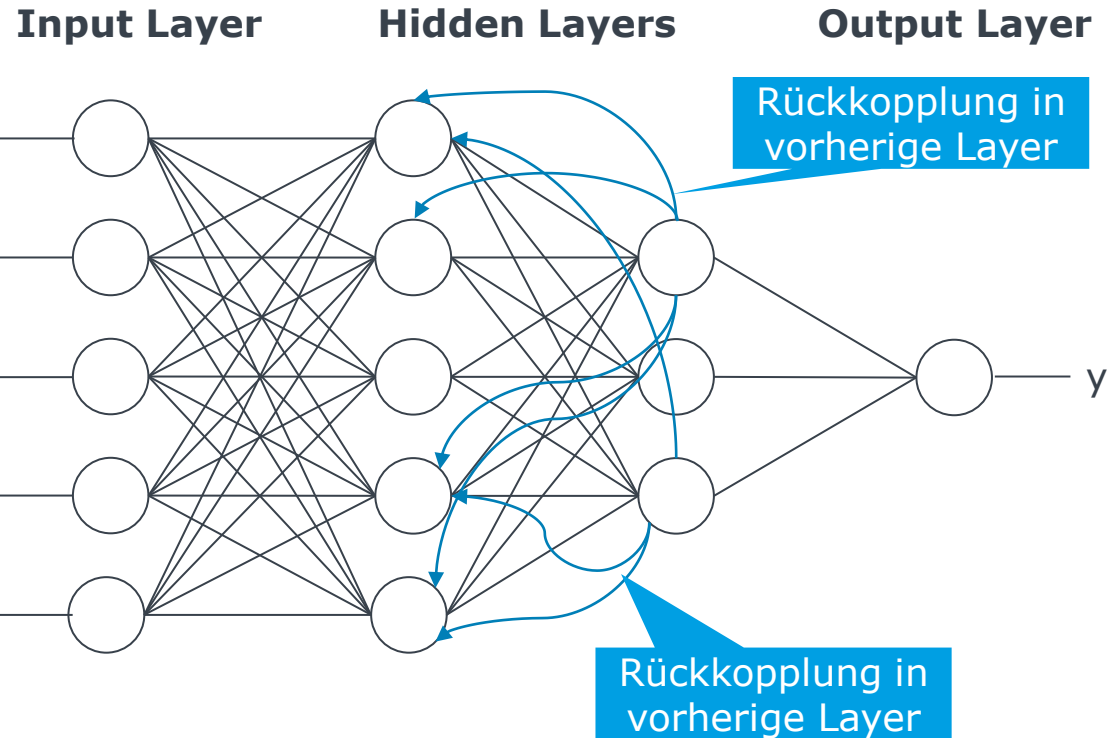 Input Layer
Hidden Layers
Output Layer
Rückkopplung in
vorherige Layer
y
Rückkopplung in
vorherige Layer